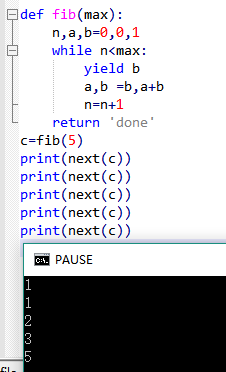 def fib(max):
    n,a,b=0,0,1
    while n<max:
        yield b
        a,b =b,a+b
        n=n+1
    return 'done'
c=fib(5)
print(next(c))
print(next(c))
print(next(c))
print(next(c))
print(next(c))
C:\. PAUSE
1
1
2
3
5